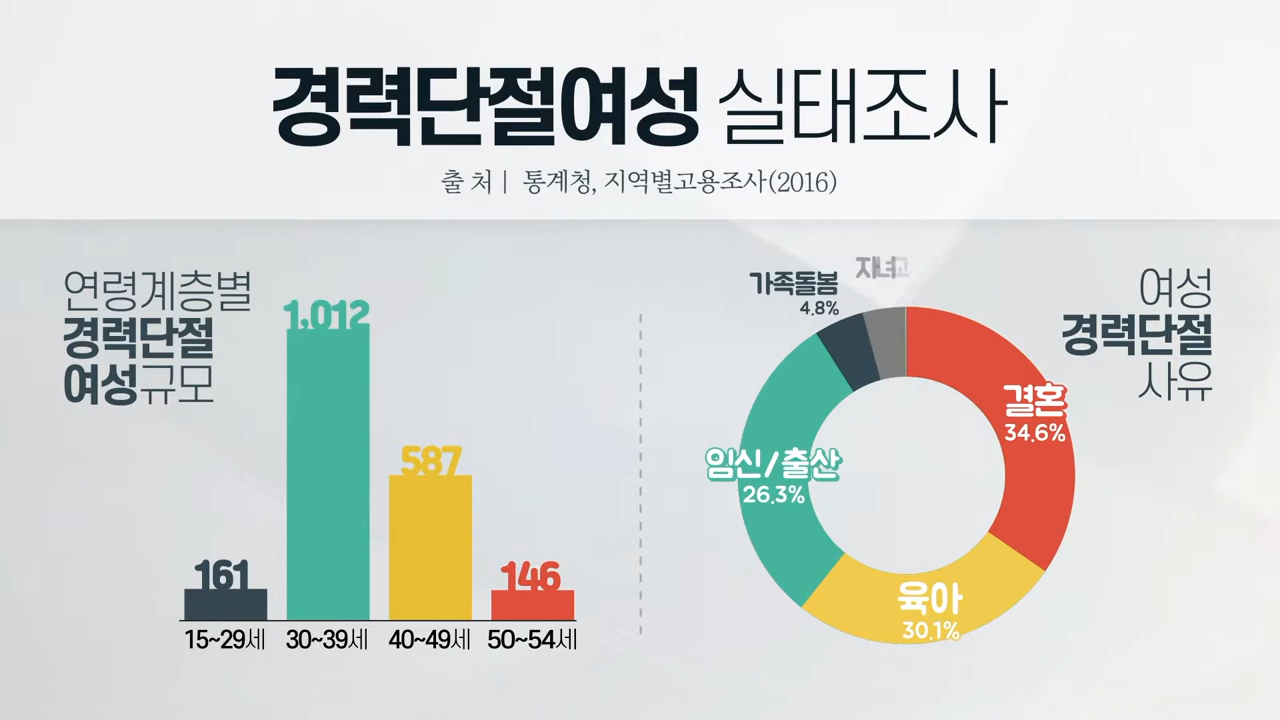 경력단절여성 실태조사
출 처 | 통계청, 지역별고용조사(2016)
연령계층별
경력단절
여성규모
1,012
587
161
146
15~29세 30~39세 40~49세 50~54세
여성
경력단절
사유
가족돌봄
4.8%
자녀
결혼
34.6%
임신/출산
26.3%
육아
30.1%